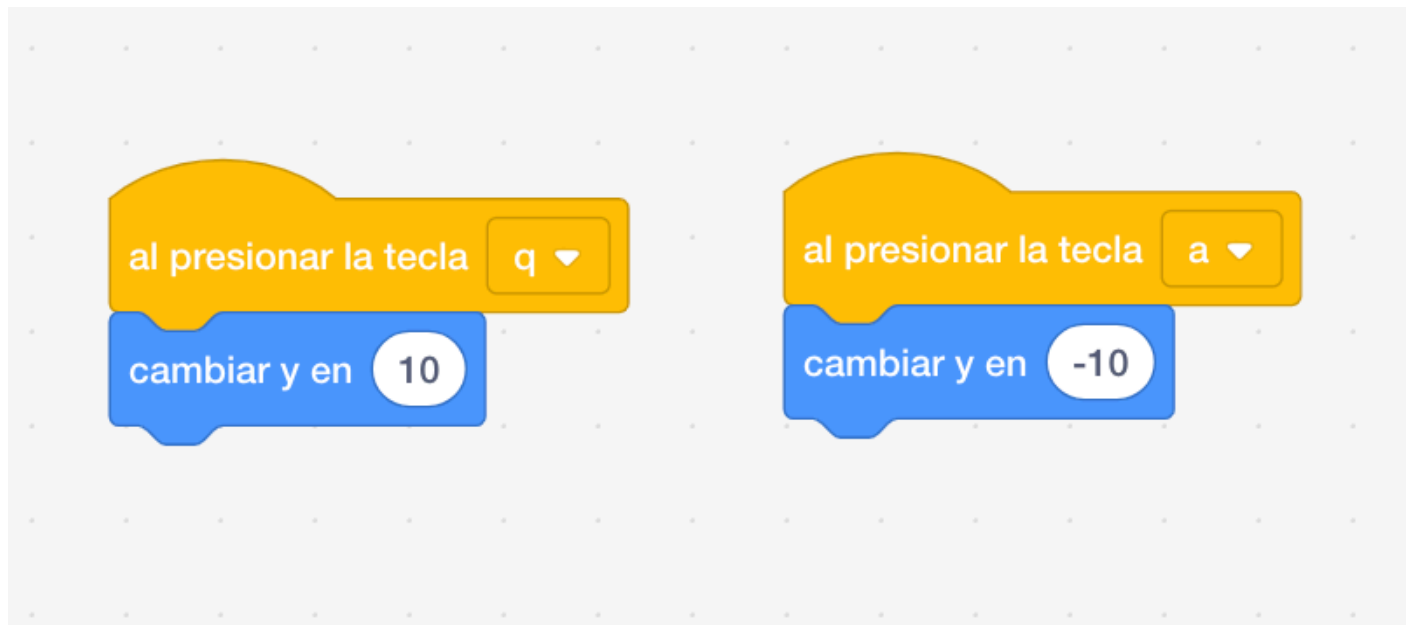 al presionar la tecla q
cambiar y en 10
al presionar la tecla a
cambiar y en -10